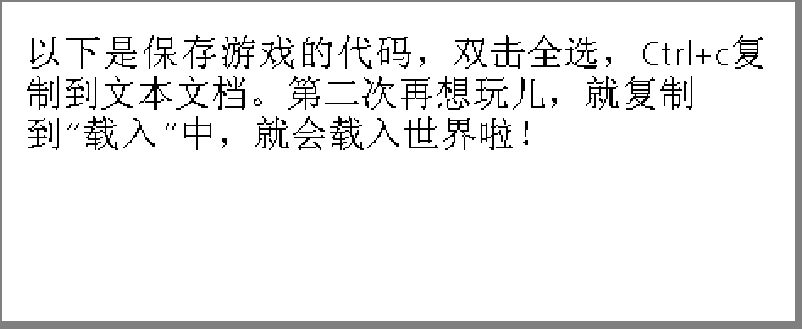 以下是保存游戏的代码，双击全选，Ctrl+c复
制到文本文档。第二次再想玩儿，就复制
到“载入”中，就会载入世界啦！